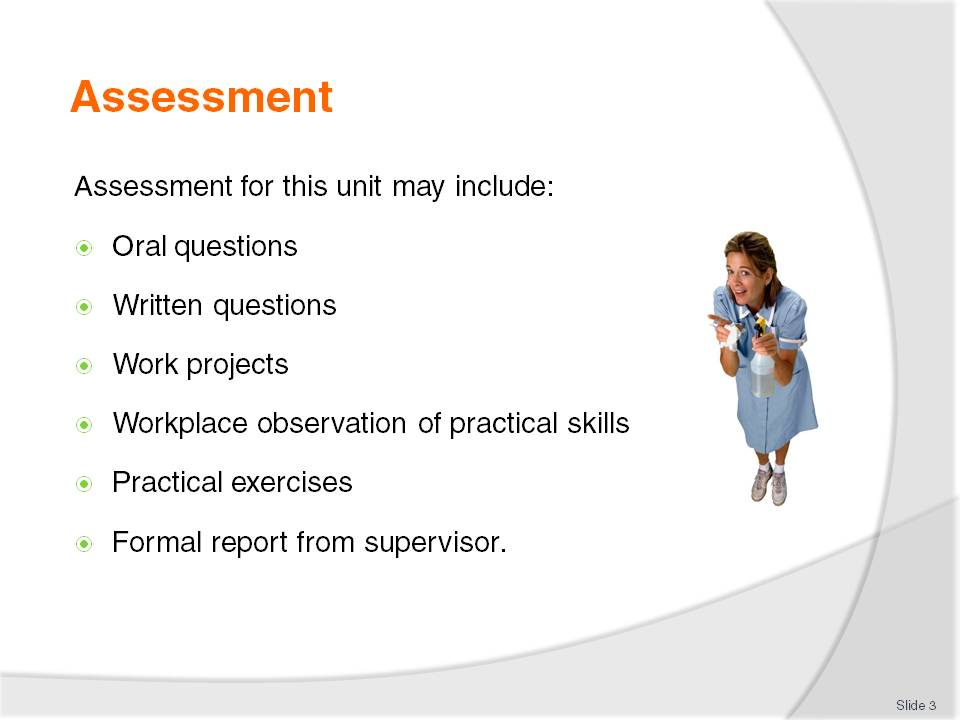 Assessment
Assessment for this unit may include:
Oral questions
Written questions
Work projects
Workplace observation of practical skills
Practical exercises
Formal report from supervisor.
Slide 3